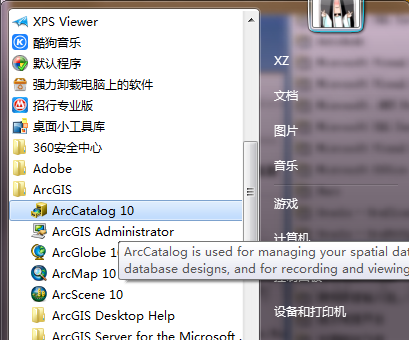 XPS Viewer
酷狗音乐
默认程序
强力卸载电脑上的软件
招行专业版
桌面小工具库
360安全中心
Adobe
ArcGIS
ArcCatalog 10
ArcGIS Administrator
ArcGlobe 10
ArcMap 10
ArcScene 10
ArcGIS Desktop Help
ArcGIS Server for the Microsoft
ArcCatalog is used for managing your spatial dat
database designs, and for recording and viewing
XZ
文档
图片
音乐
游戏
计算机
设备和打印机